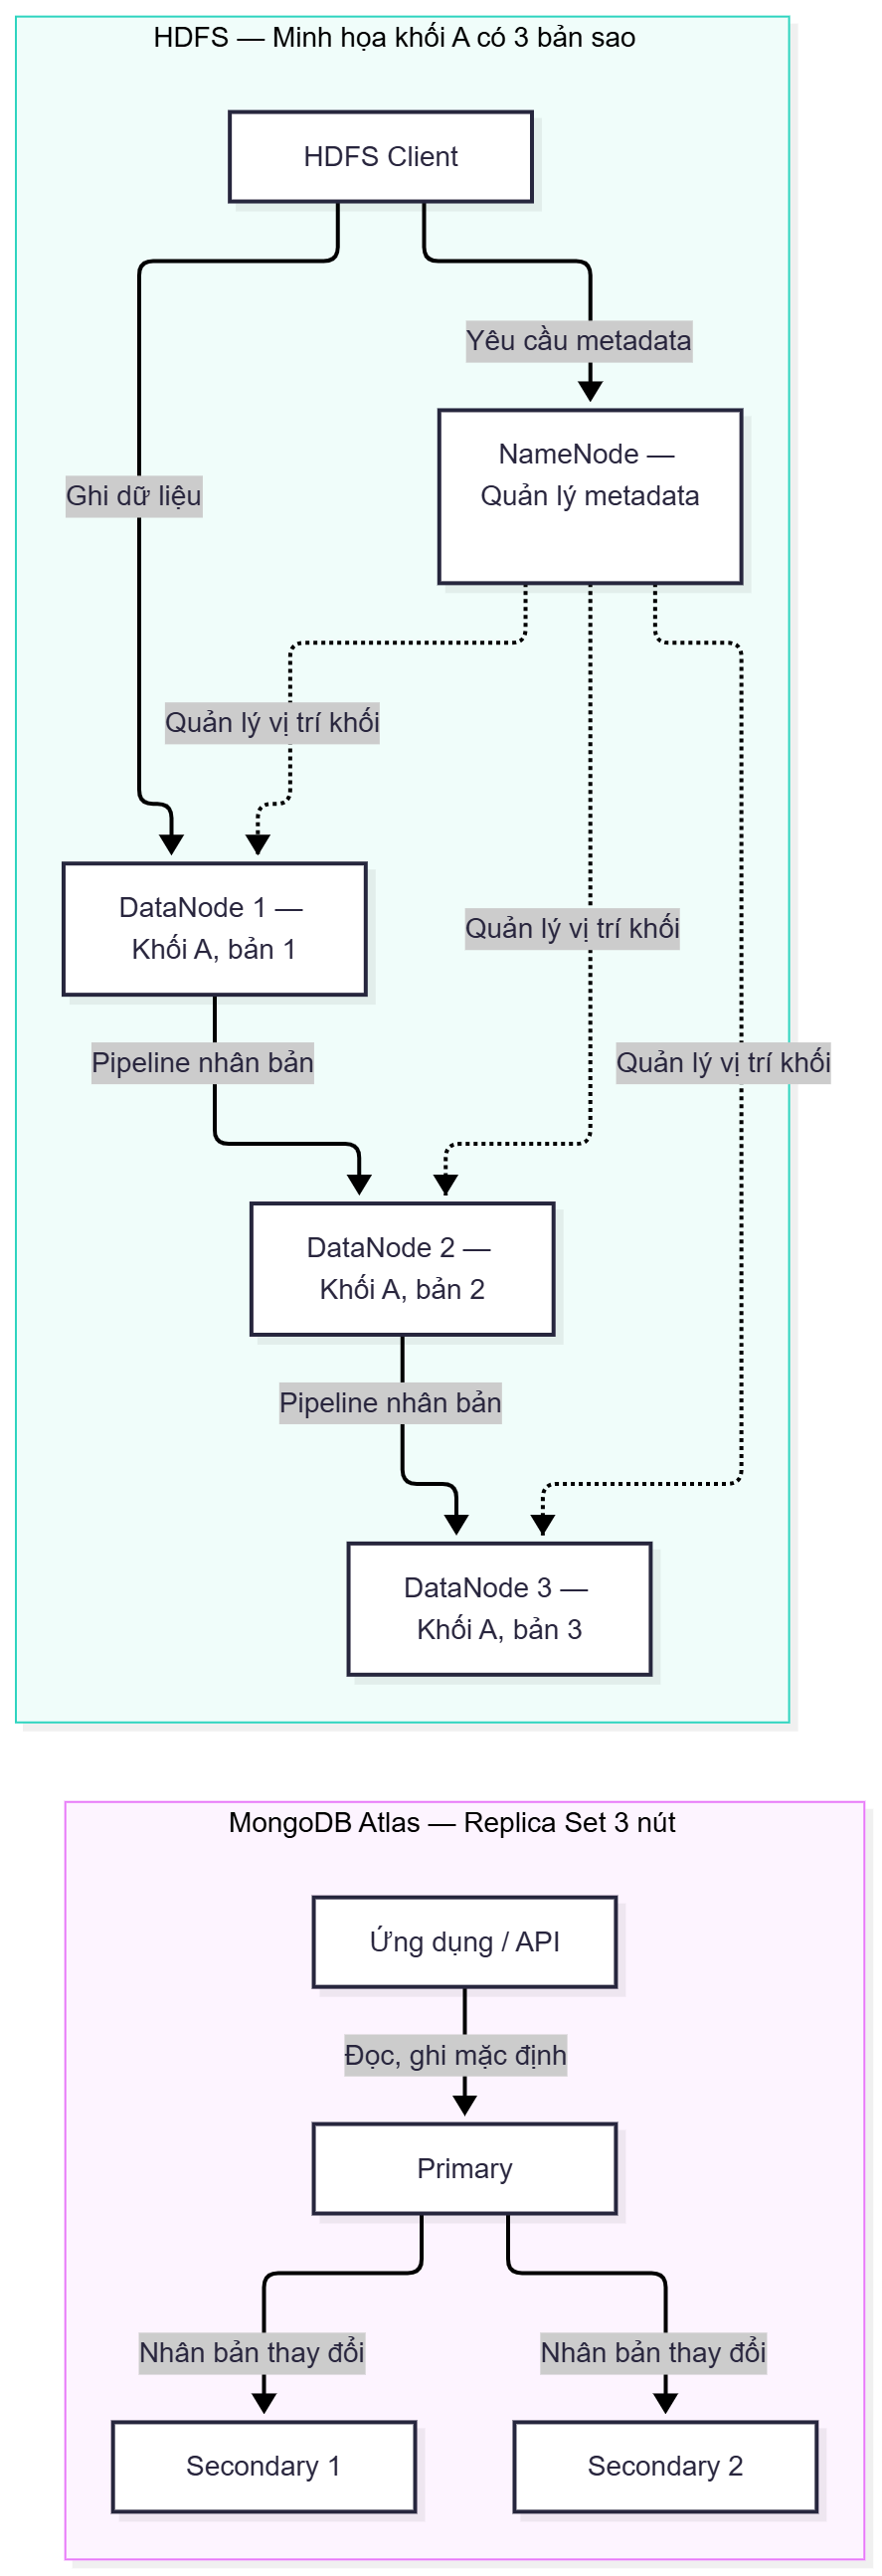 HDFS — Minh họa khối A có 3 bản sao
HDFS Client
Yêu cầu metadata
NameNode —
Quản lý metadata
Ghi dữ liệu
Quản lý vị trí khối
DataNode 1 —
Khối A, bản 1
Quản lý vị trí khối
Pipeline nhân bản
Quản lý vị trí khối
DataNode 2 —
Khối A, bản 2
Pipeline nhân bản
DataNode 3 —
Khối A, bản 3
MongoDB Atlas — Replica Set 3 nút
Ứng dụng / API
Đọc, ghi mặc định
Primary
Nhân bản thay đổi
Nhân bản thay đổi
Secondary 1
Secondary 2